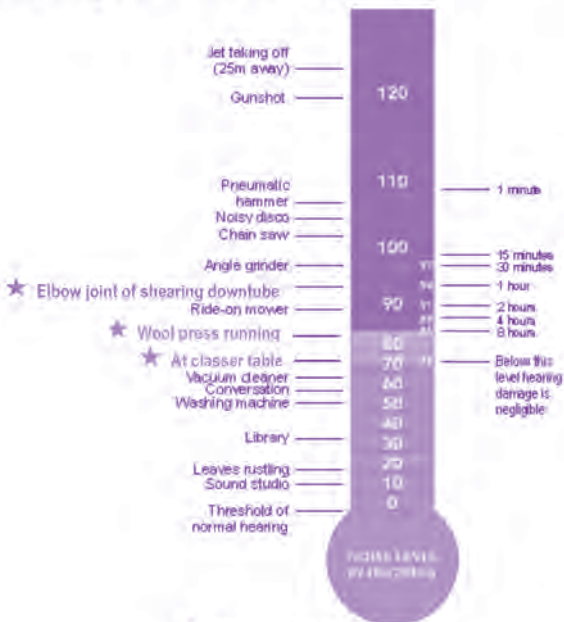 Jet taking off
(25m away)
Gunshot
120
110
Pneumatic
hammer
1 minute
Noisy disco
Chain saw
100
15 minutes
Angle grinder
30 minutes
★ Elbow joint of shearing downtube
1 hour
Ride-on mower
90
2 hours
4 hours
★ Wool press running
8 hours
80
★ At classer table
70
Below this
level hearing
damage is
negligible
Vacuum cleaner
60
Conversation
Washing machine
50
40
Library
30
20
Leaves rustling
Sound studio
10
0
Threshold of
normal hearing
NOISE LEVEL
IN DECIBELS